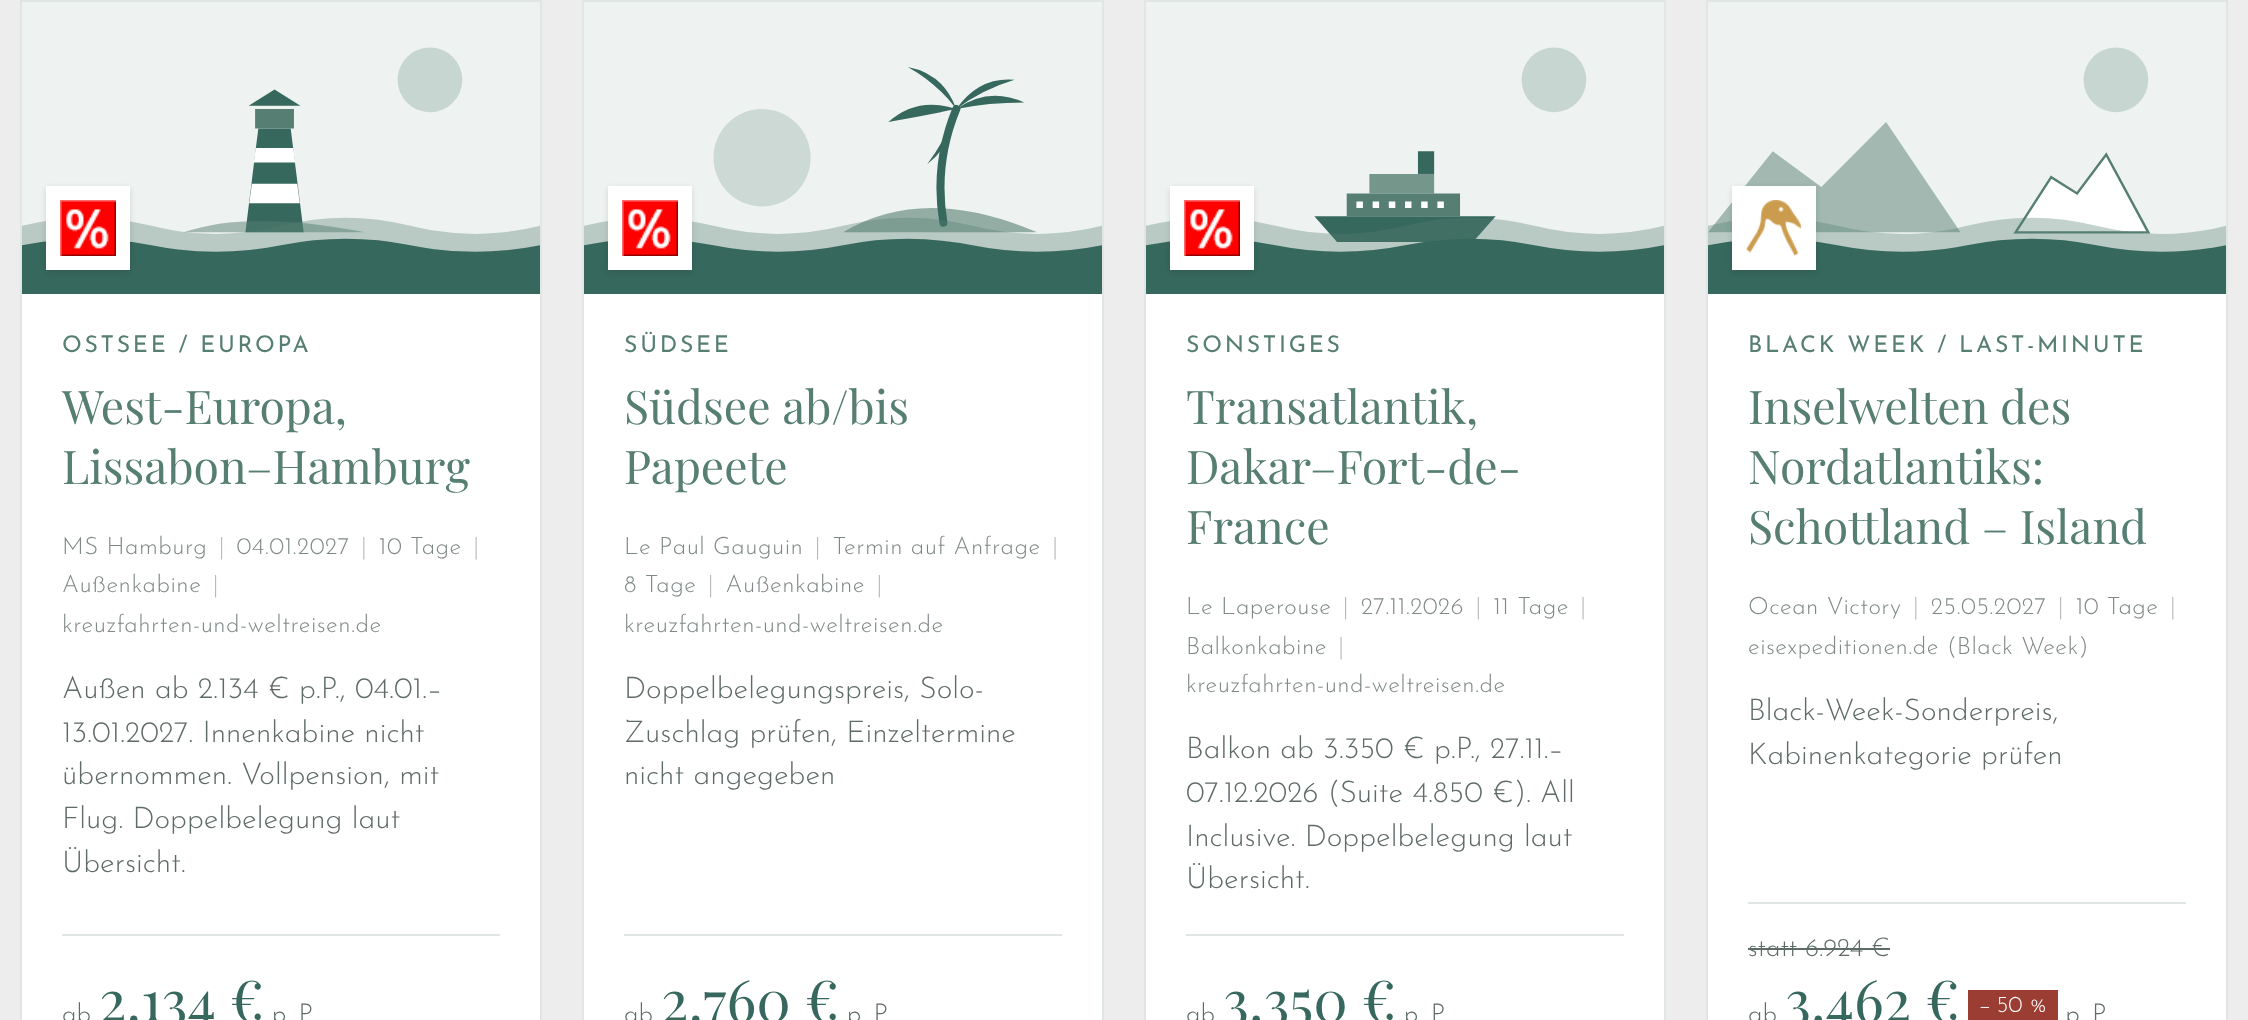 %
OSTSEE / EUROPA
West-Europa,
Lissabon–Hamburg
MS Hamburg | 04.01.2027 | 10 Tage |
Außenkabine |
kreuzfahrten-und-weltreisen.de
Außen ab 2.134 € p.P., 04.01.–
13.01.2027. Innenkabine nicht
übernommen. Vollpension, mit
Flug. Doppelbelegung laut
Übersicht.
ab 2.134 € p. P.
%
SÜDSEE
Südsee ab/bis
Papeete
Le Paul Gauguin | Termin auf Anfrage |
8 Tage | Außenkabine |
kreuzfahrten-und-weltreisen.de
Doppelbelegungspreis, Solo-
Zuschlag prüfen, Einzeltermine
nicht angegeben
ab 2.760 € p. P.
%
SONSTIGES
Transatlantik,
Dakar–Fort-de-
France
Le Laperouse | 27.11.2026 | 11 Tage |
Balkonkabine |
kreuzfahrten-und-weltreisen.de
Balkon ab 3.350 € p.P., 27.11.–
07.12.2026 (Suite 4.850 €). All
Inclusive. Doppelbelegung laut
Übersicht.
ab 3.350 € p. P.
BLACK WEEK / LAST-MINUTE
Inselwelten des
Nordatlantiks:
Schottland – Island
Ocean Victory | 25.05.2027 | 10 Tage |
eisexpeditionen.de (Black Week)
Black-Week-Sonderpreis,
Kabinenkategorie prüfen
statt 6.924 €
ab 3.462 € – 50 % p. P.